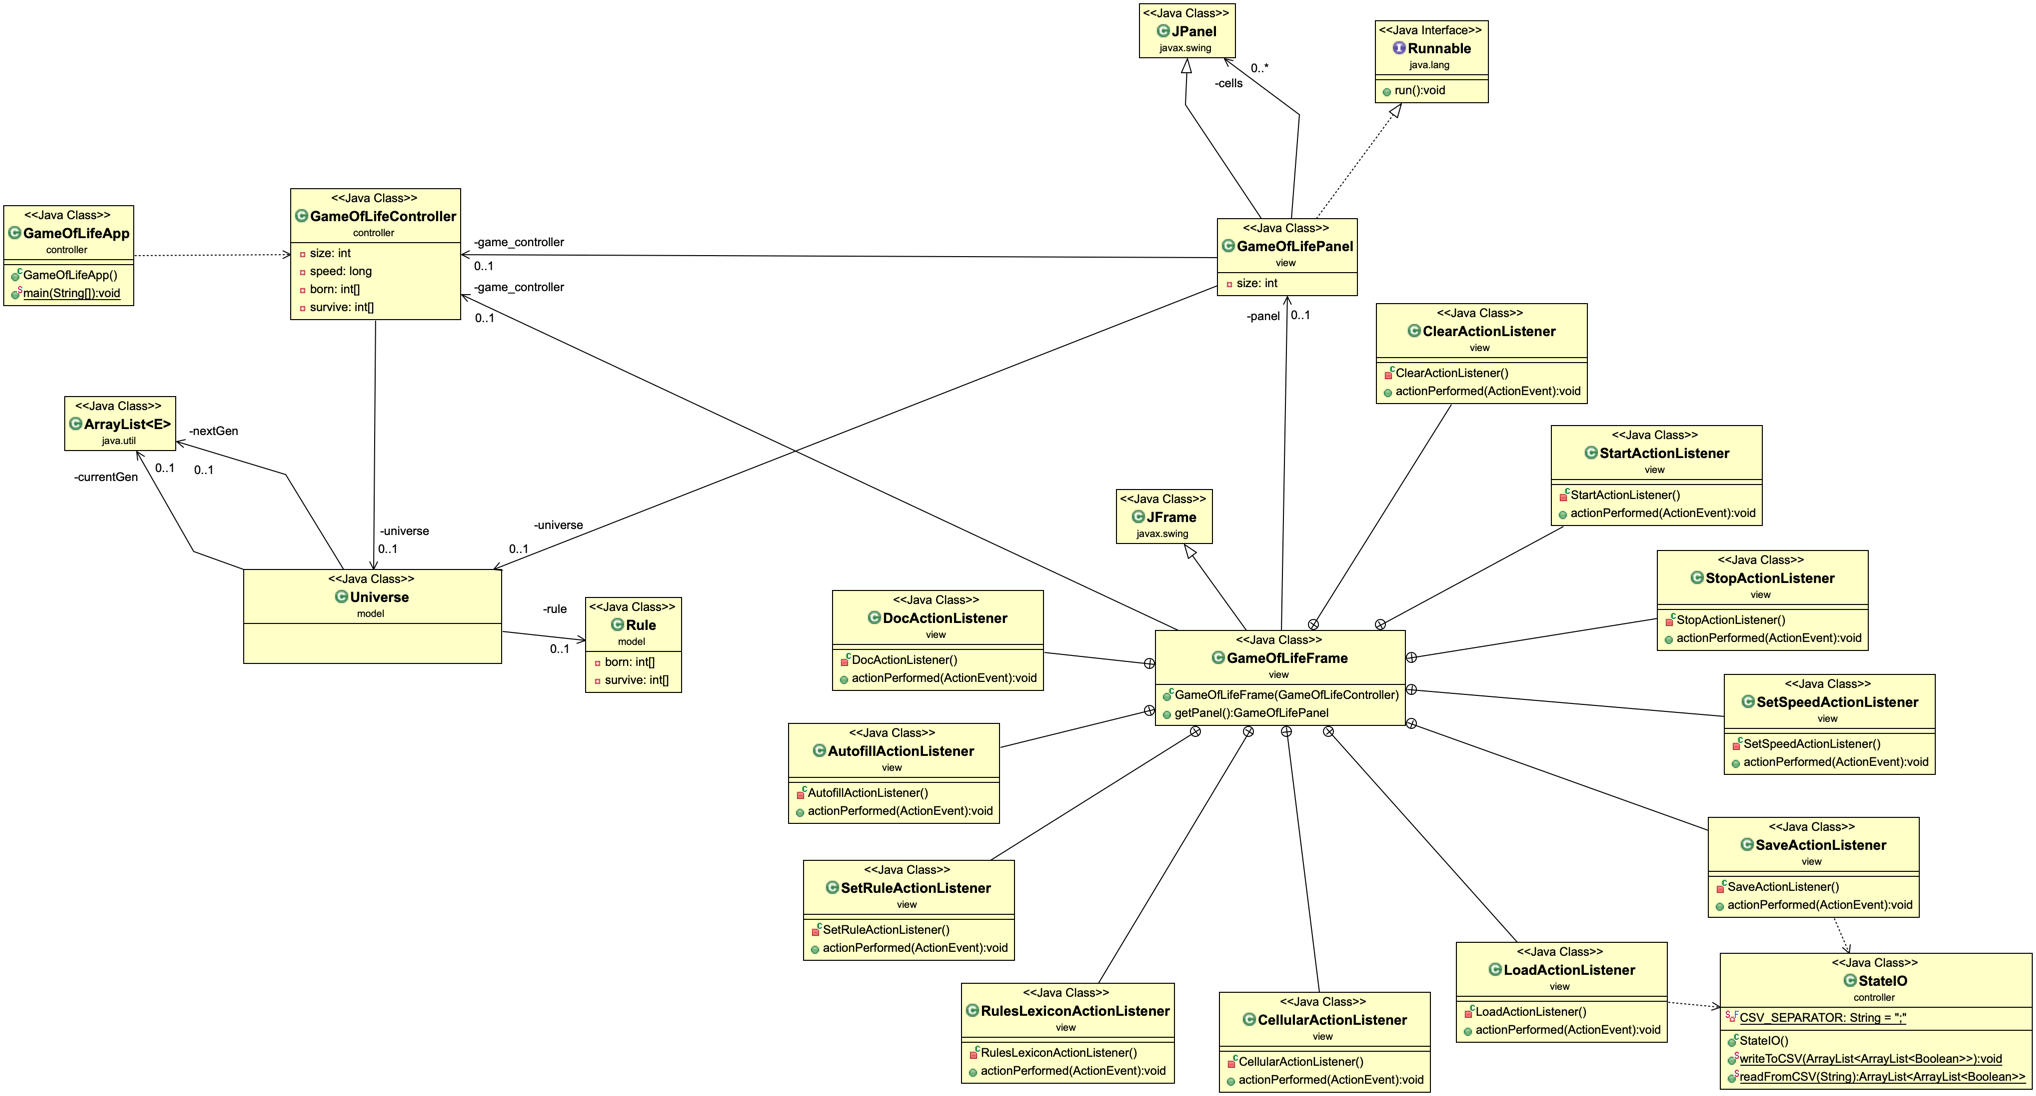 <<Java Class>>
JPanel
javax.swing
0..*
-cells
<<Java Interface>>
Runnable
java.lang
run():void
<<Java Class>>
GameOfLifeApp
controller
GameOfLifeApp()
main(String[]):void
<<Java Class>>
GameOfLifeController
controller
size: int
speed: long
born: int[]
survive: int[]
-game_controller
0..1
-game_controller
0..1
<<Java Class>>
GameOfLifePanel
view
size: int
-panel
0..1
<<Java Class>>
ClearActionListener
view
ClearActionListener()
actionPerformed(ActionEvent):void
<<Java Class>>
ArrayList<E>
java.util
-nextGen
0..1
0..1
-currentGen
<<Java Class>>
StartActionListener
view
StartActionListener()
actionPerformed(ActionEvent):void
-universe
0..1
-universe
0..1
<<Java Class>>
JFrame
javax.swing
<<Java Class>>
Universe
model
-rule
0..1
<<Java Class>>
Rule
model
born: int[]
survive: int[]
<<Java Class>>
StopActionListener
view
StopActionListener()
actionPerformed(ActionEvent):void
<<Java Class>>
DocActionListener
view
DocActionListener()
actionPerformed(ActionEvent):void
<<Java Class>>
GameOfLifeFrame
view
GameOfLifeFrame(GameOfLifeController)
getPanel():GameOfLifePanel
<<Java Class>>
SetSpeedActionListener
view
SetSpeedActionListener()
actionPerformed(ActionEvent):void
<<Java Class>>
AutofillActionListener
view
AutofillActionListener()
actionPerformed(ActionEvent):void
<<Java Class>>
SaveActionListener
view
SaveActionListener()
actionPerformed(ActionEvent):void
<<Java Class>>
SetRuleActionListener
view
SetRuleActionListener()
actionPerformed(ActionEvent):void
<<Java Class>>
RulesLexiconActionListener
view
RulesLexiconActionListener()
actionPerformed(ActionEvent):void
<<Java Class>>
CellularActionListener
view
CellularActionListener()
actionPerformed(ActionEvent):void
<<Java Class>>
LoadActionListener
view
LoadActionListener()
actionPerformed(ActionEvent):void
<<Java Class>>
StateIO
controller
CSV_SEPARATOR: String = ";"
StateIO()
writeToCSV(ArrayList<ArrayList<Boolean>>):void
readFromCSV(String):ArrayList<ArrayList<Boolean>>